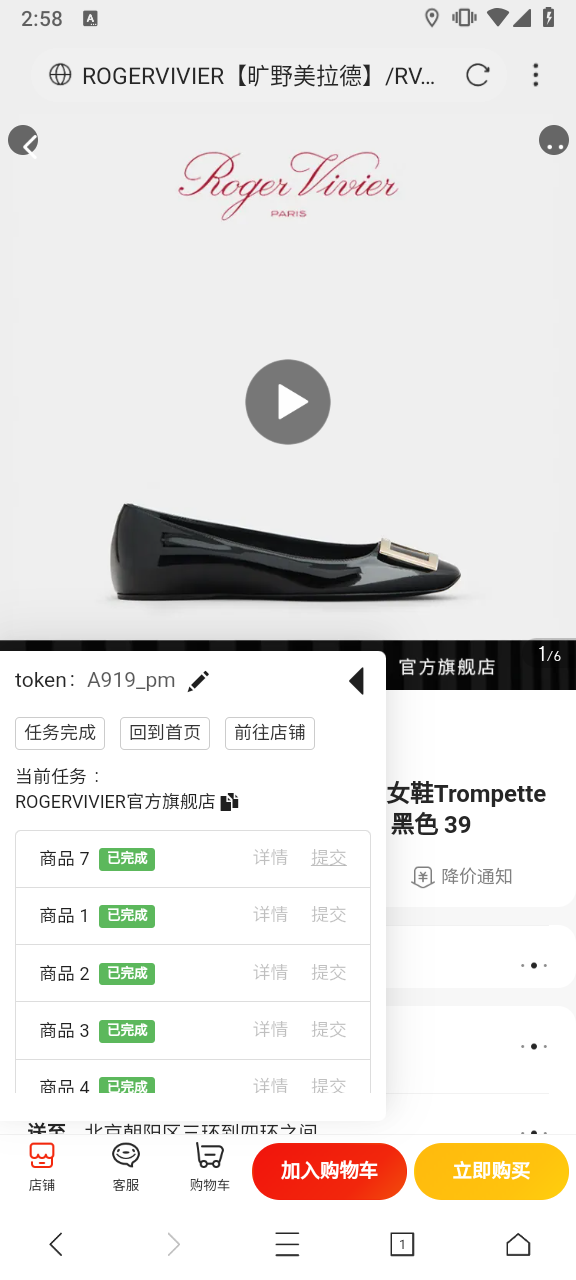 2:58
A
ROGERVIVIER【旷野美拉德】/RV...
Roger Vivier
PARIS
官方旗舰店
1/6
token： A919_pm
任务完成 回到首页 前往店铺
当前任务：
ROGERVIVIER官方旗舰店
女鞋Trompette
黑色 39
降价通知
商品 7 已完成 详情 提交
商品 1 已完成 详情 提交
商品 2 已完成 详情 提交
商品 3 已完成 详情 提交
商品 4 已完成 详情 提交
送至 北京朝阳区三环到四环之间
店铺 客服 购物车 加入购物车 立即购买
1